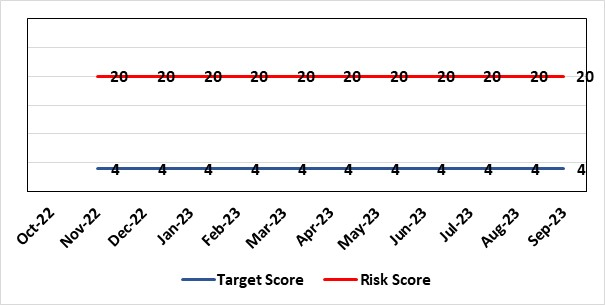 20 20 20 20 20 20 20 20 20 20 20
4 4 4 4 4 4 4 4 4 4 4
Oct-22 Nov-22 Dec-22 Jan-23 Feb-23 Mar-23 Apr-23 May-23 Jun-23 Jul-23 Aug-23 Sep-23
Target Score Risk Score